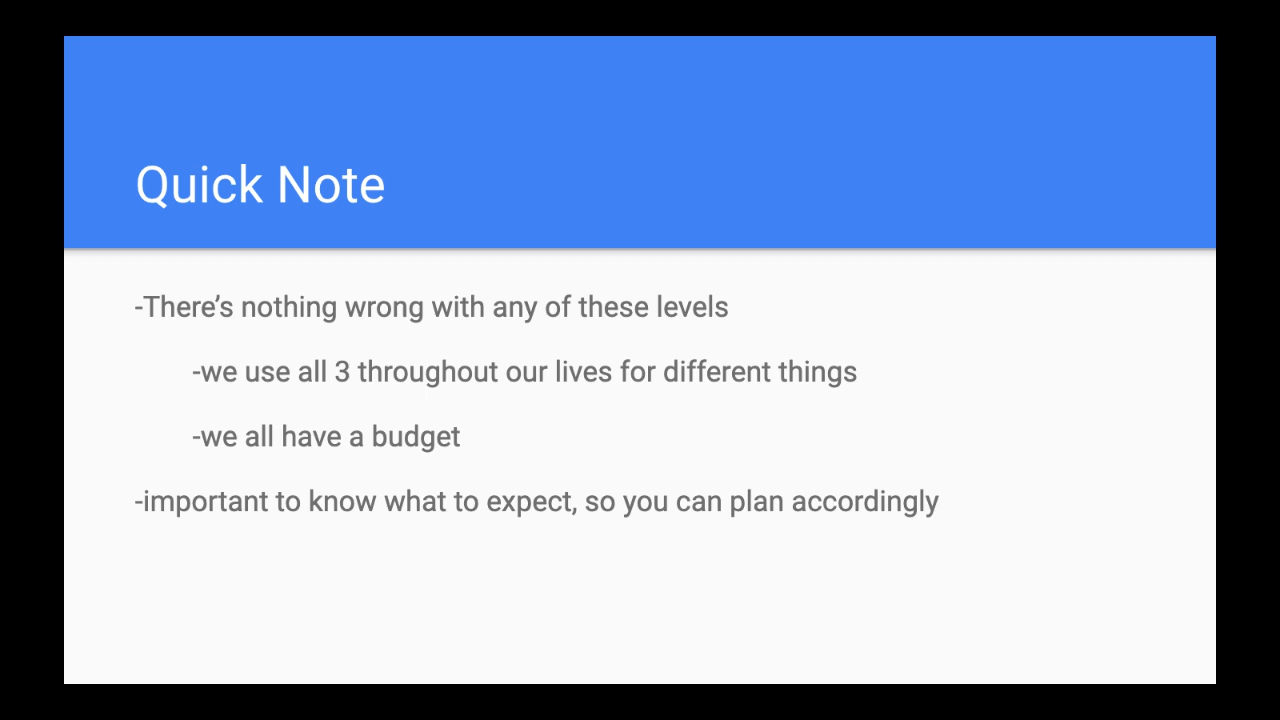 Quick Note
-There’s nothing wrong with any of these levels
-we use all 3 throughout our lives for different things
-we all have a budget
-important to know what to expect, so you can plan accordingly